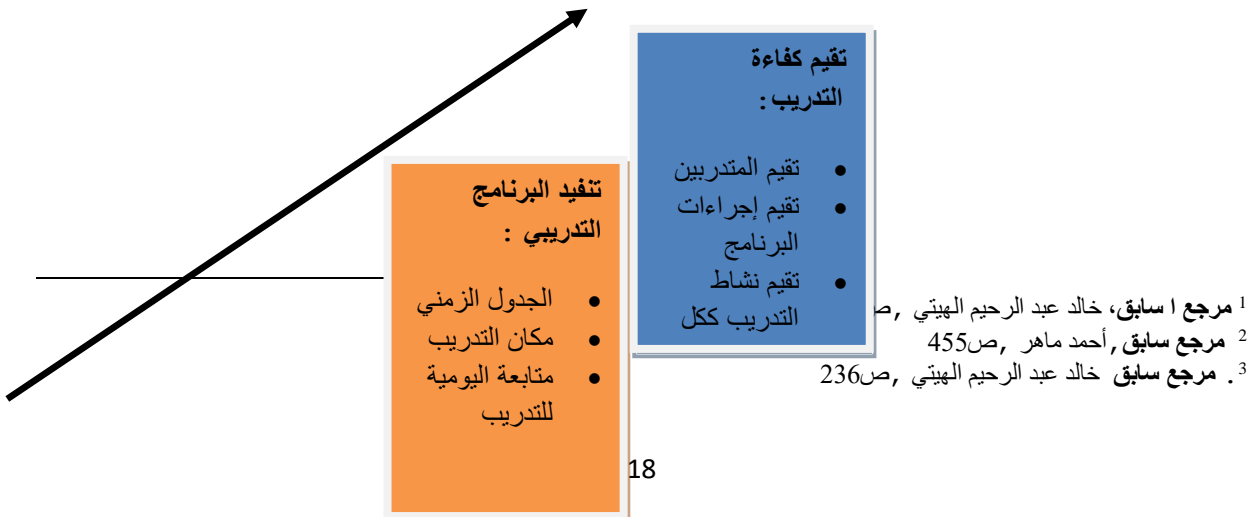 تقيم كفاءة
التدريب :
• تقيم المتدربين
• تقيم إجراءات
البرنامج
• تقيم نشاط
التدريب ككل
تنفيد البرنامج
التدريبي :
• الجدول الزمني
• مكان التدريب
• متابعة اليومية
للتدريب
1 مرجع ا سابق، خالد عبد الرحيم الهيتي ,ص
2 مرجع سابق ,أحمد ماهر ,ص455
3 . مرجع سابق خالد عبد الرحيم الهيتي ,ص236
18